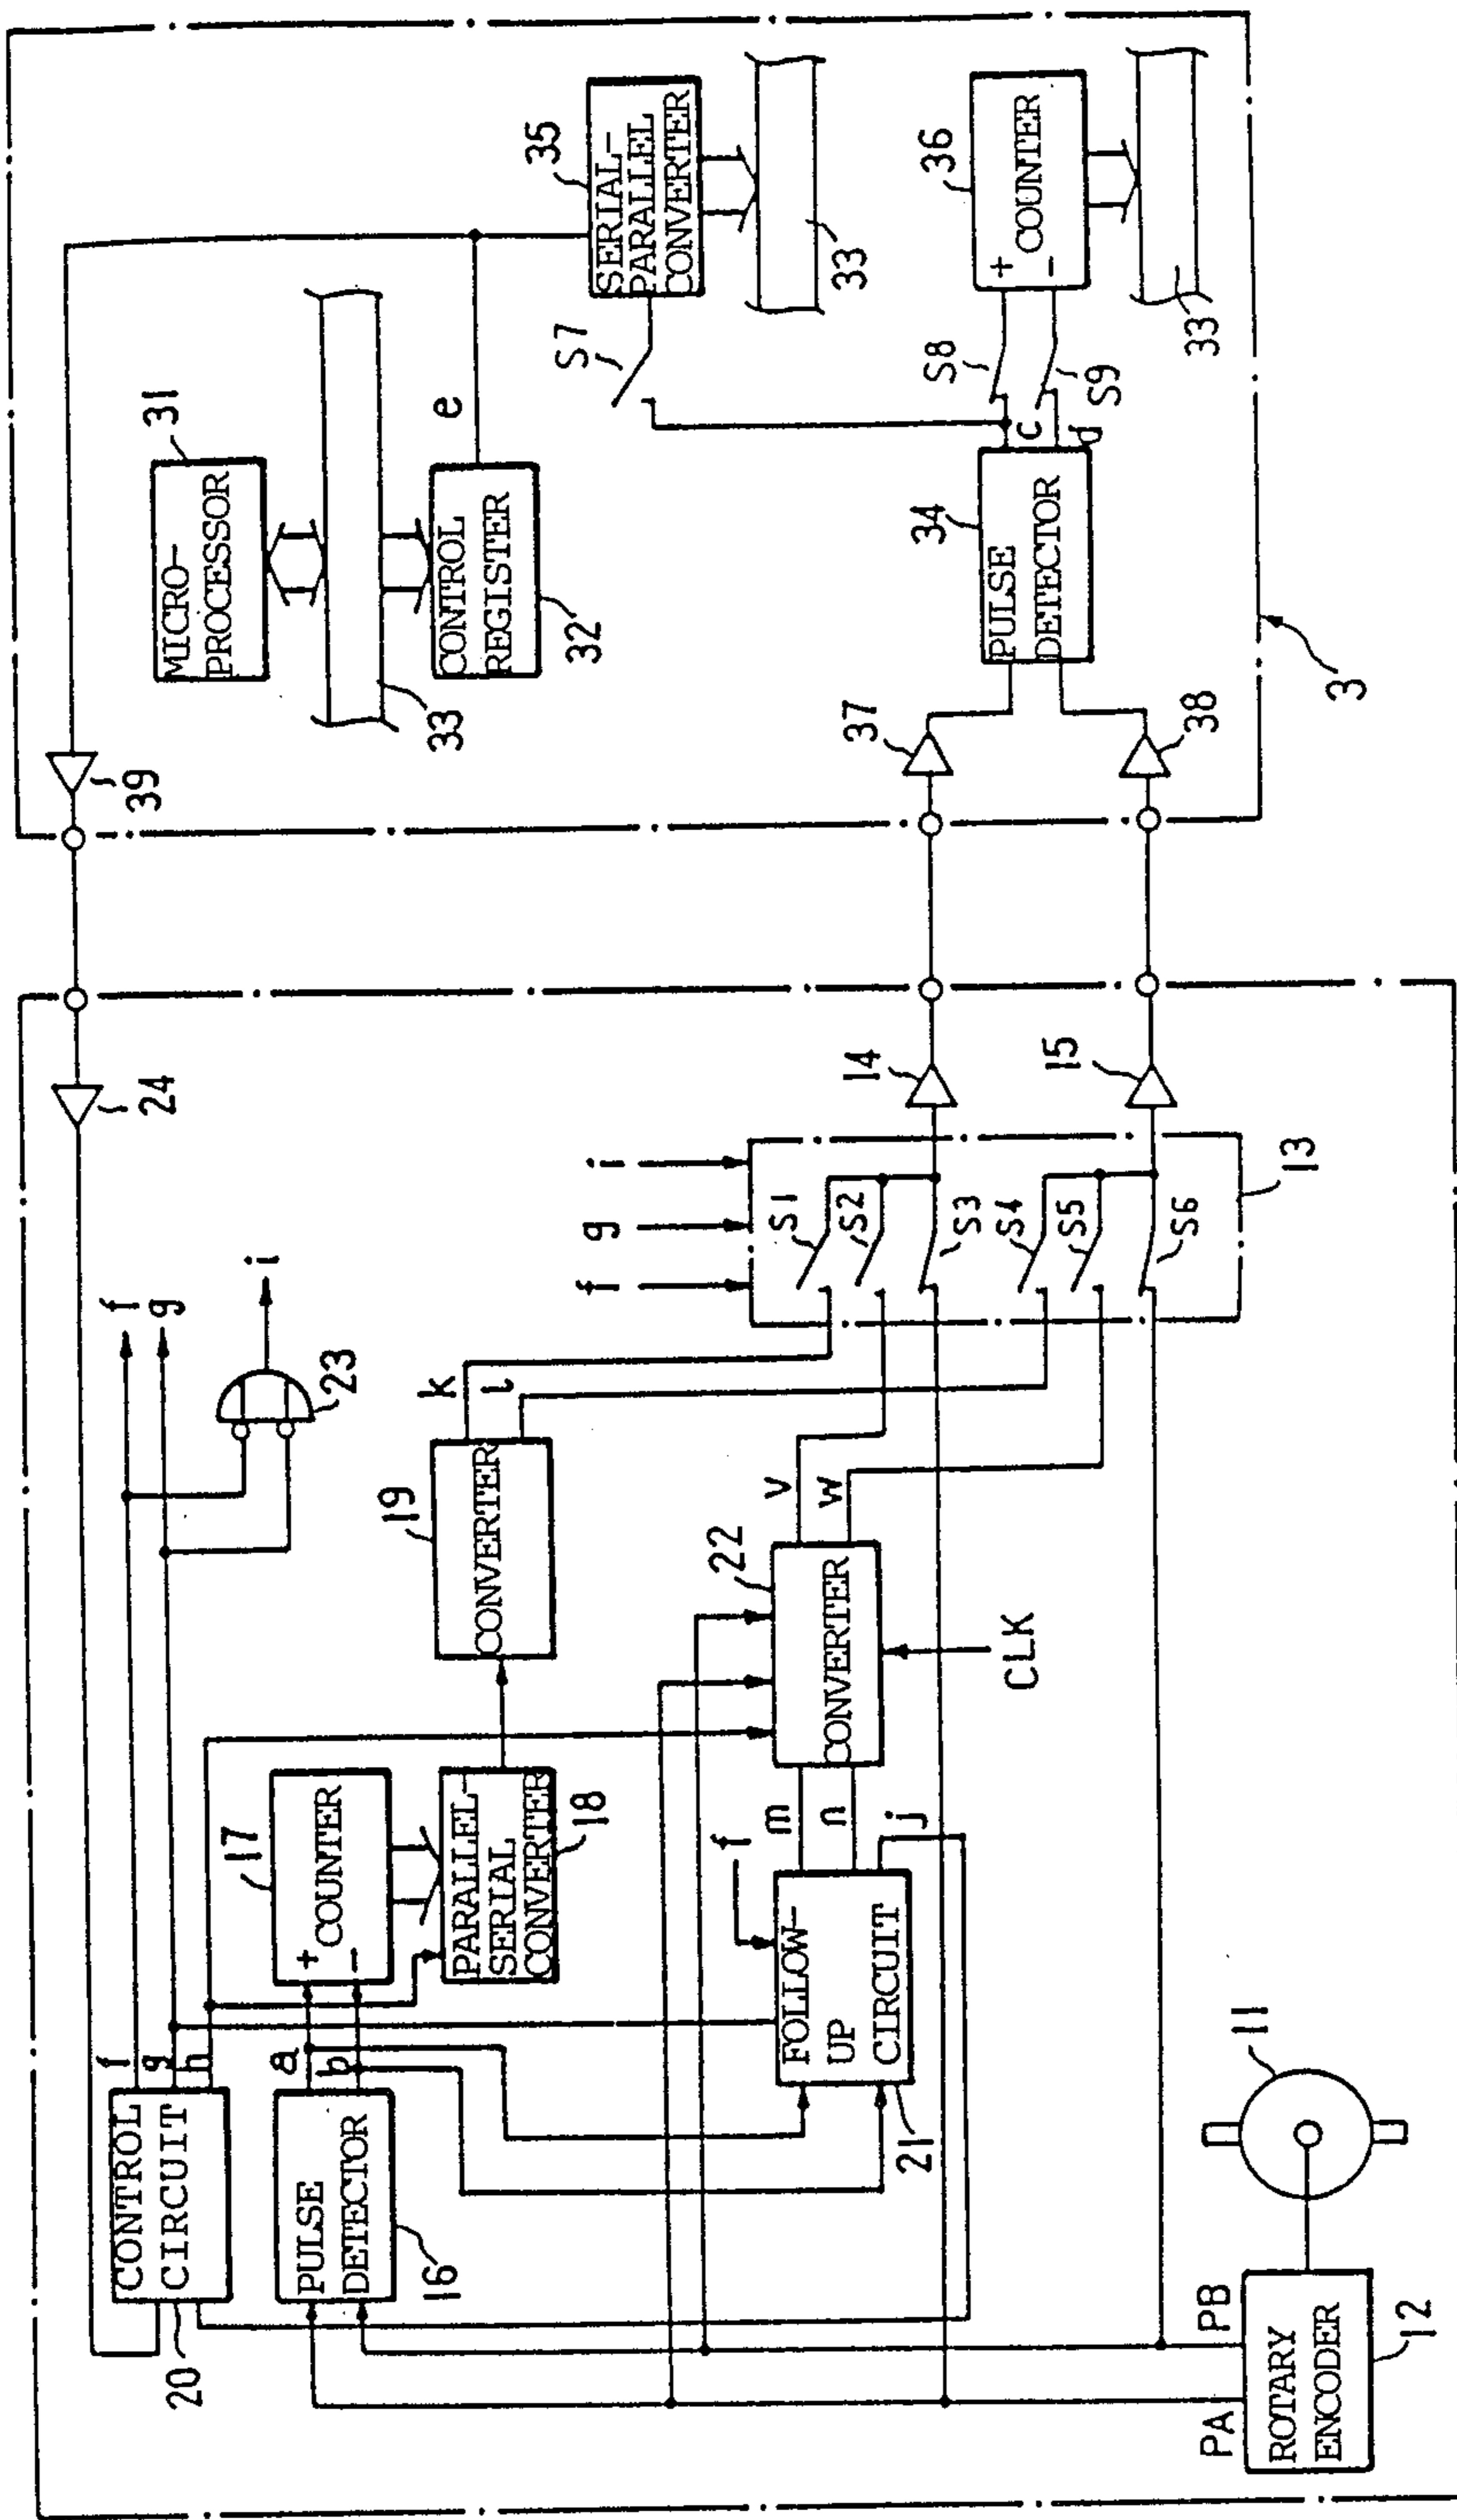 CONTROL
CIRCUIT
20
f
g
h
PULSE
DETECTOR
16
a
b
+
−
COUNTER
17
PARALLEL-
SERIAL
CONVERTER
18
CONVERTER
19
k
l
f
g
i
23
24
FOLLOW-
UP
CIRCUIT
21
f
m
n
j
CONVERTER
22
CLK
v
w
f
g
i
S1
S2
S3
S4
S5
S6
13
14
15
ROTARY
ENCODER
12
PA
PB
11
39
MICRO-
PROCESSOR
31
33
CONTROL
REGISTER
32
e
SERIAL-
PARALLEL
CONVERTER
35
33
S7
37
38
PULSE
DETECTOR
34
c
d
S8
S9
+
−
COUNTER
36
33
3